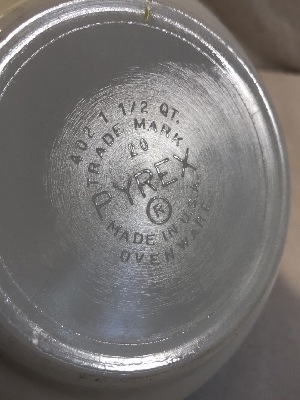 402 1 1/2 QT.
TRADE MARK
20
PYREX
®
MADE IN U.S.A.
OVENWARE